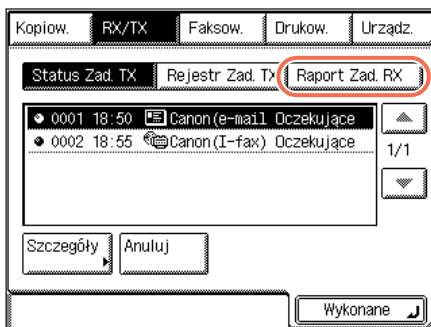 Kopiow. RX/TX Faksow. Drukow. Urządz.
Status Zad. TX Rejestr Zad. TX Raport Zad. RX
0001 18:50 Canon(e-mail Oczekujące
0002 18:55 Canon(I-fax) Oczekujące
1/1
Szczegóły Anuluj
Wykonane